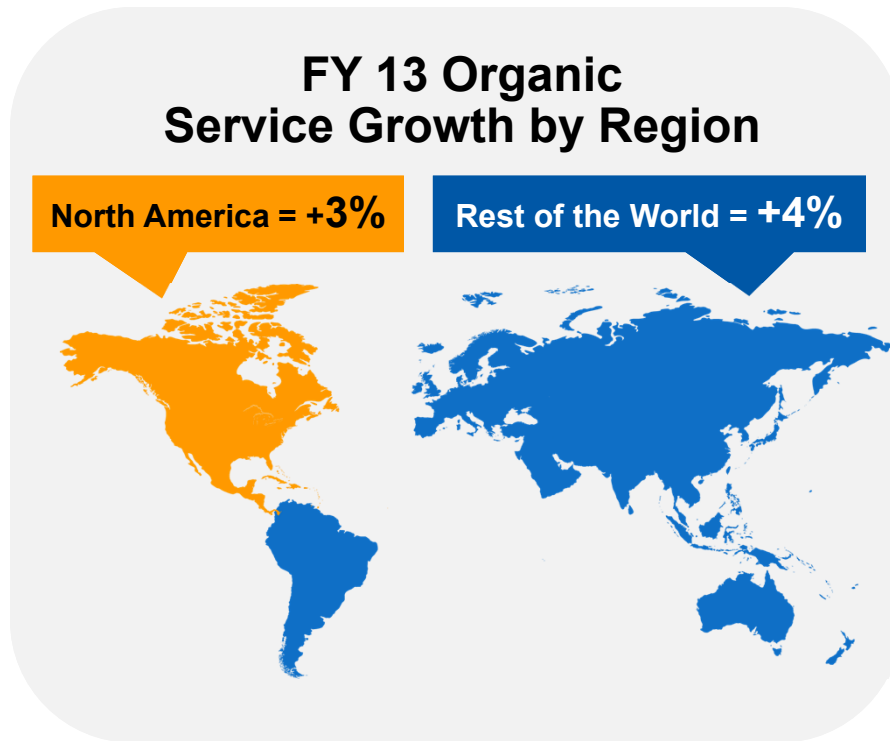 FY 13 Organic
Service Growth by Region
North America = +3%
Rest of the World = +4%